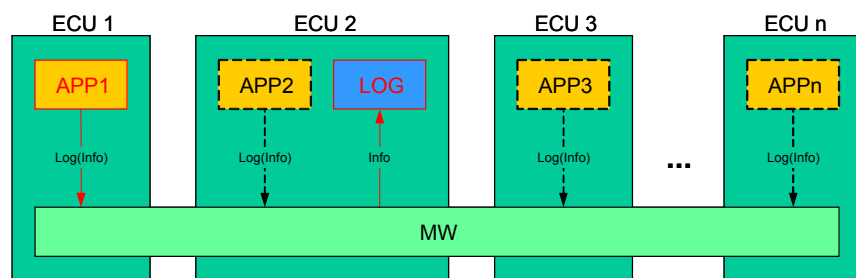 ECU 1
ECU 2
ECU 3
ECU n
APP1
APP2
LOG
APP3
APPn
Log(Info)
Log(Info)
Info
Log(Info)
...
Log(Info)
MW